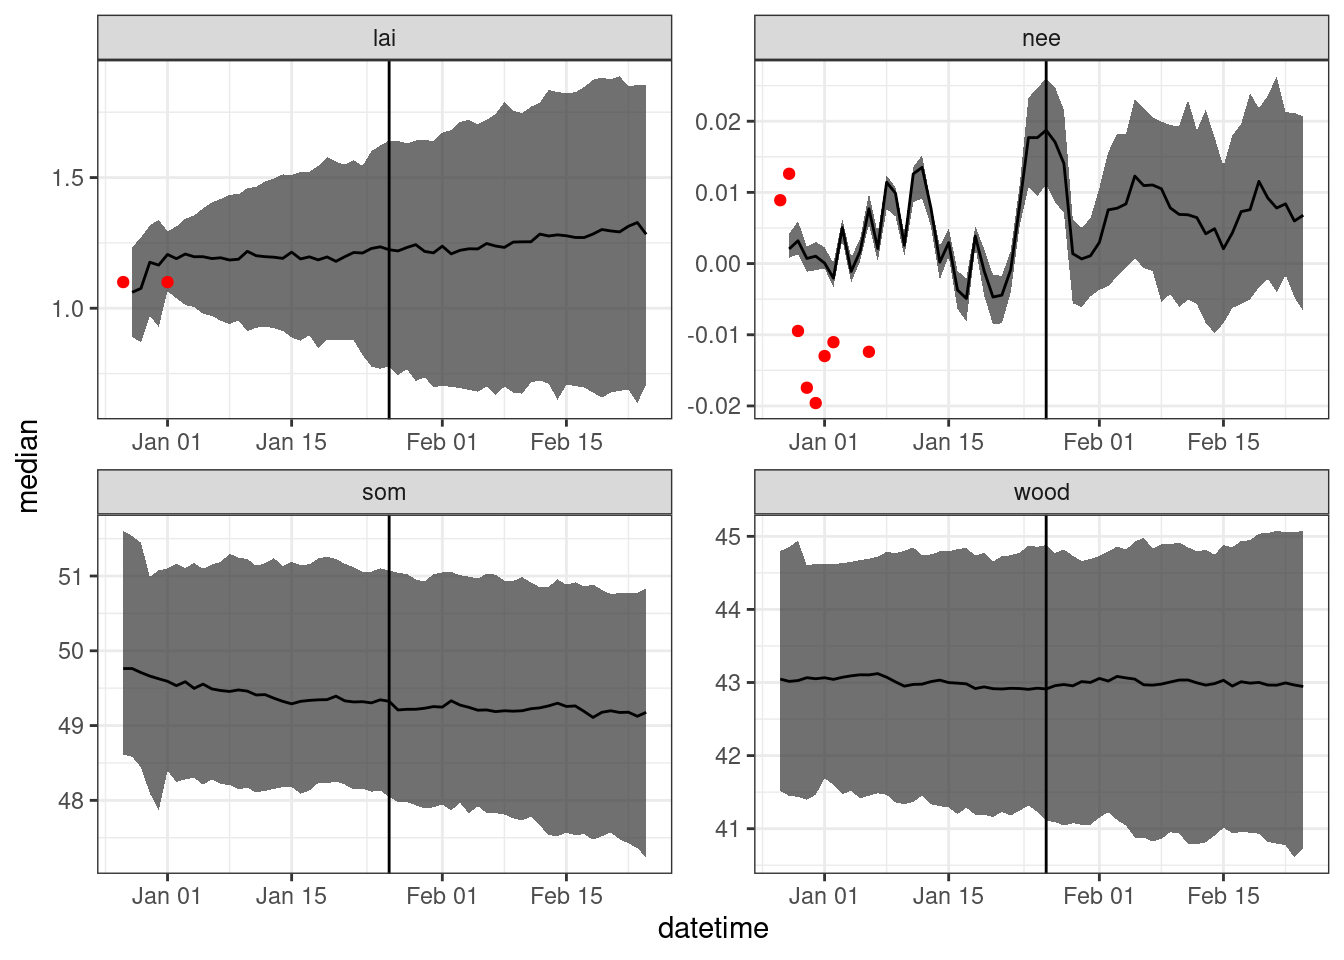 lai
nee
1.5
1.0
0.02
0.01
0.00
-0.01
-0.02
Jan 01 Jan 15 Feb 01 Feb 15
Jan 01 Jan 15 Feb 01 Feb 15
median
som
wood
51
50
49
48
45
44
43
42
41
Jan 01 Jan 15 Feb 01 Feb 15
Jan 01 Jan 15 Feb 01 Feb 15
datetime